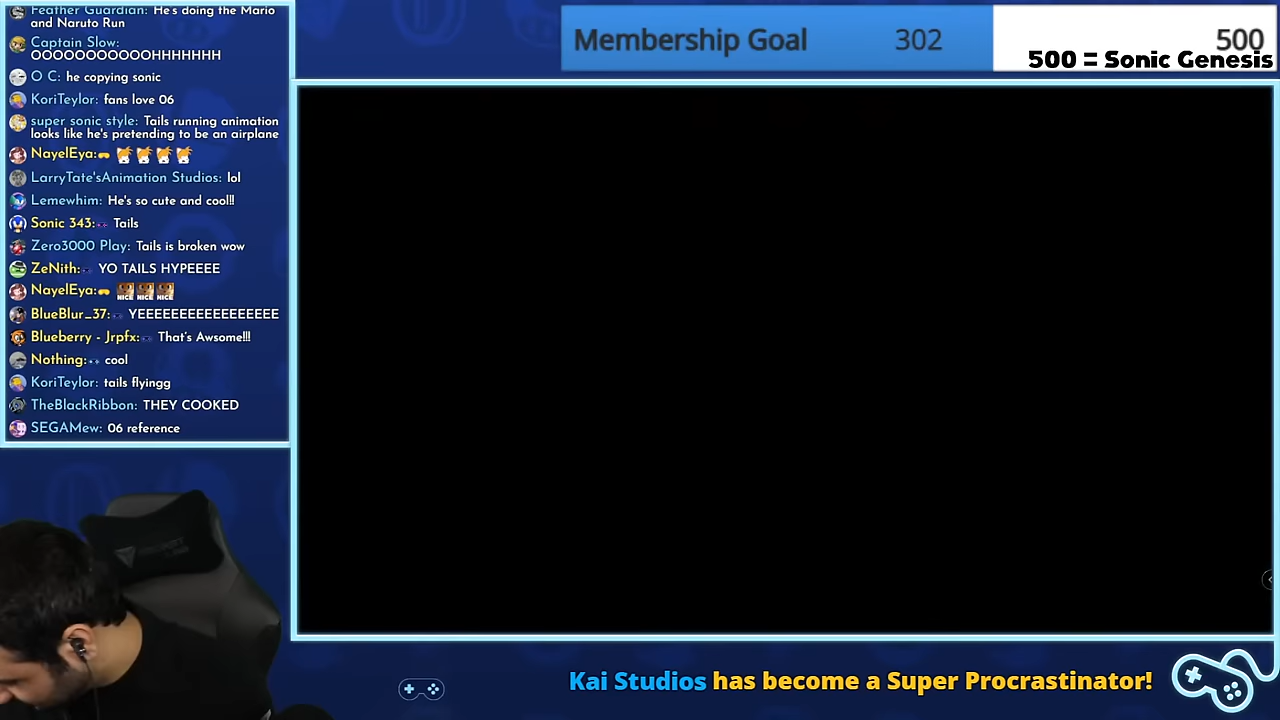 Feather Guardian: He's doing the Mario
and Naruto Run
Captain Slow:
OOOOOOOOOOOHHHHHHH
O C: he copying sonic
KoriTeylor: fans love 06
super sonic style: Tails running animation
looks like he's pretending to be an airplane
NayelEya:
LarryTate'sAnimation Studios: lol
Lemewhim: He's so cute and cool!!
Sonic 343: Tails
Zero3000 Play: Tails is broken wow
ZeNith: YO TAILS HYPEEEE
NayelEya: NICE NICE NICE
BlueBlur_37: YEEEEEEEEEEEEEEEEE
Blueberry - Jrpfx: That's Awsome!!!
Nothing: cool
KoriTeylor: tails flyingg
TheBlackRibbon: THEY COOKED
SEGAMew: 06 reference
Membership Goal 302 500
500 = Sonic Genesis
Kai Studios has become a Super Procrastinator!